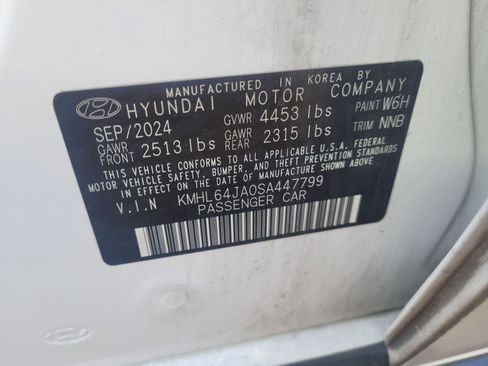 MANUFACTURED IN KOREA BY
HYUNDAI MOTOR COMPANY
SEP/2024 GVWR 4453 lbs PAINT W6H
GAWR FRONT 2513 lbs GAWR REAR 2315 lbs TRIM NNB
THIS VEHICLE CONFORMS TO ALL APPLICABLE U.S.A. FEDERAL
MOTOR VEHICLE SAFETY, BUMPER, AND THEFT PREVENTION
STANDARDS IN EFFECT ON THE DATE OF MANUFACTURE
SHOWN ABOVE.
V.I.N KMHL64JA0SA447799
PASSENGER CAR